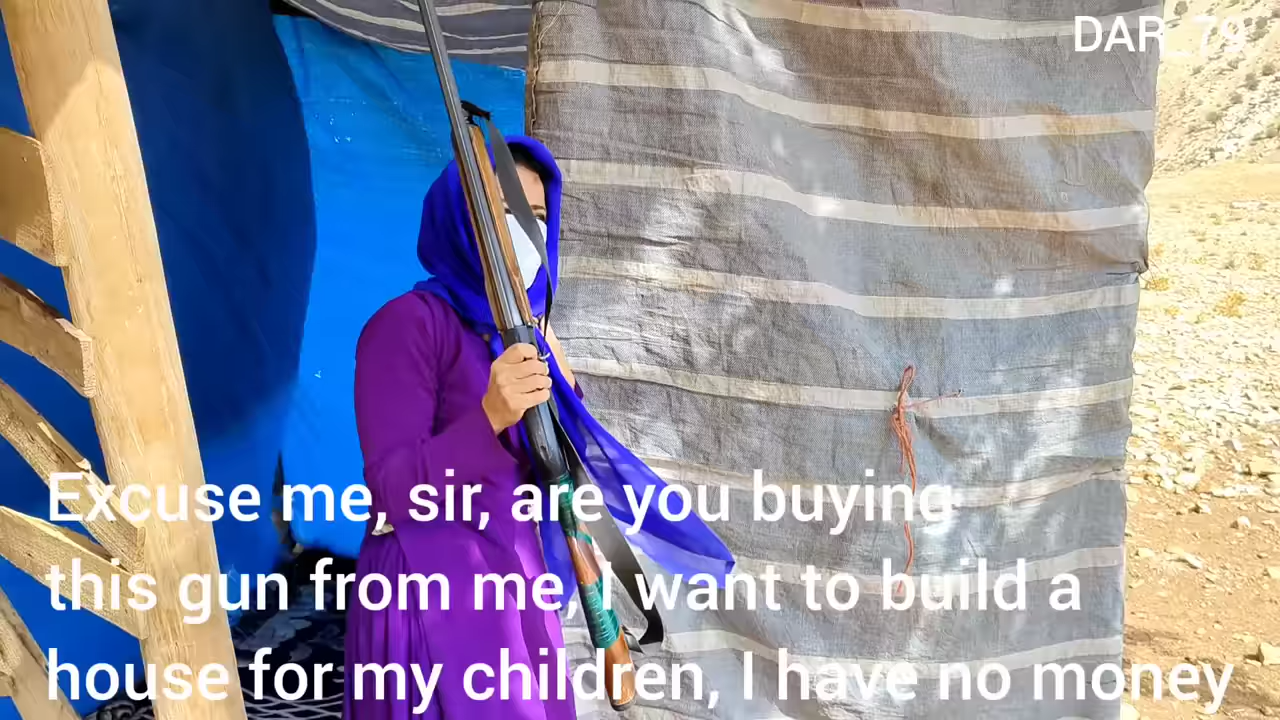 DAR_79
Excuse me, sir, are you buying
this gun from me, I want to build a
house for my children, I have no money